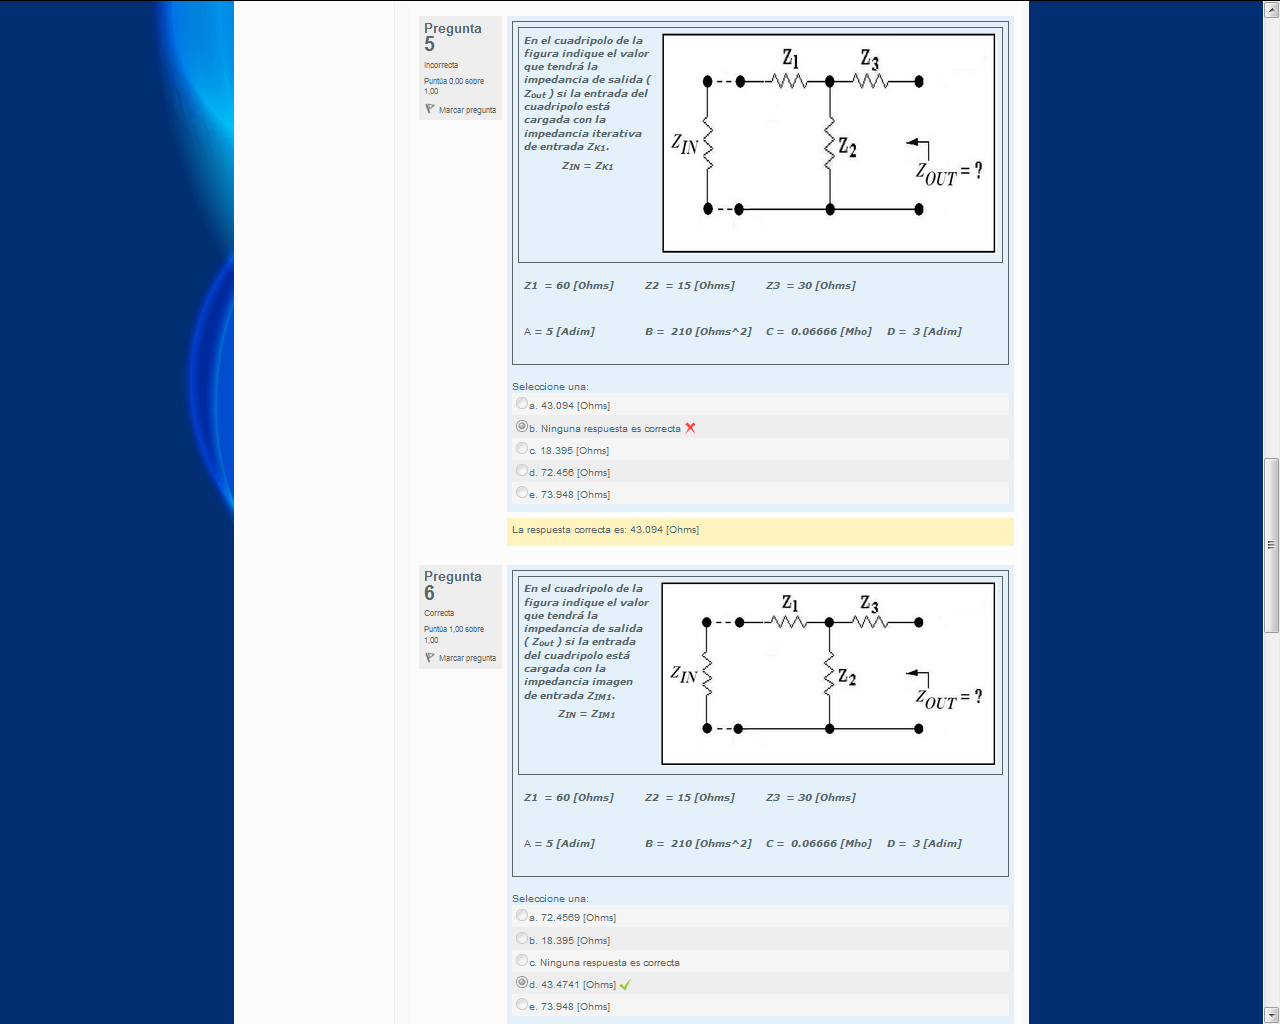 Pregunta
5
Incorrecta
Puntúa 0,00 sobre
1,00
Marcar pregunta
En el cuadripolo de la
figura indique el valor
que tendrá la
impedancia de salida (
Zout ) si la entrada del
cuadripolo está
cargada con la
impedancia iterativa
de entrada ZK1.
ZIN = ZK1
Z1
Z3
ZIN
Z2
ZOUT = ?
Z1 = 60 [Ohms] Z2 = 15 [Ohms] Z3 = 30 [Ohms]
A = 5 [Adim] B = 210 [Ohms^2] C = 0.06666 [Mho] D = 3 [Adim]
Seleccione una:
a. 43.094 [Ohms]
b. Ninguna respuesta es correcta
c. 18.395 [Ohms]
d. 72.456 [Ohms]
e. 73.948 [Ohms]
La respuesta correcta es: 43.094 [Ohms]
Pregunta
6
Correcta
Puntúa 1,00 sobre
1,00
Marcar pregunta
En el cuadripolo de la
figura indique el valor
que tendrá la
impedancia de salida
( Zout ) si la entrada
del cuadripolo está
cargada con la
impedancia imagen
de entrada ZIM1.
ZIN = ZIM1
Z1
Z3
ZIN
Z2
ZOUT = ?
Z1 = 60 [Ohms] Z2 = 15 [Ohms] Z3 = 30 [Ohms]
A = 5 [Adim] B = 210 [Ohms^2] C = 0.06666 [Mho] D = 3 [Adim]
Seleccione una:
a. 72.4569 [Ohms]
b. 18.395 [Ohms]
c. Ninguna respuesta es correcta
d. 43.4741 [Ohms]
e. 73.948 [Ohms]